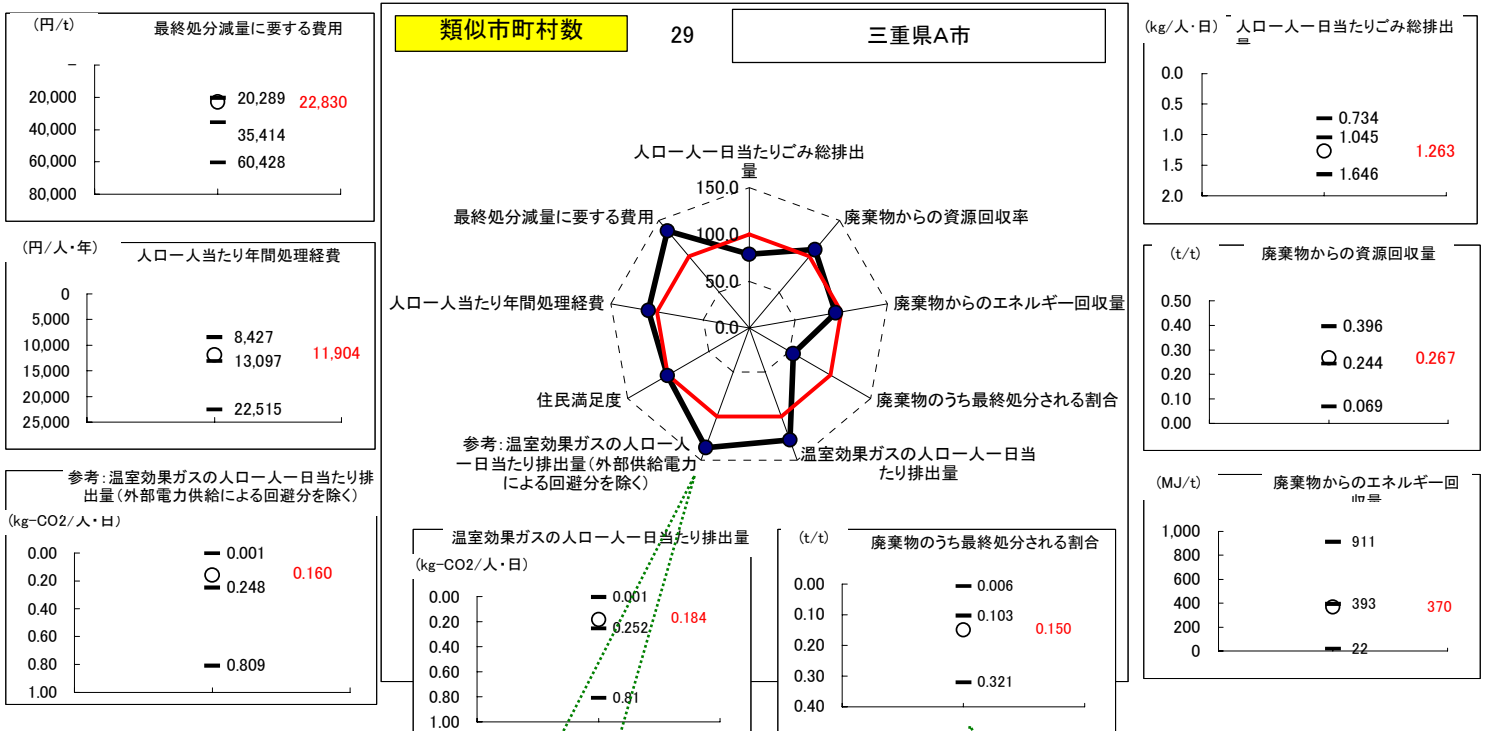 (円/t)
最終処分減量に要する費用
－
20,000
40,000
60,000
80,000
20,289
22,830
35,414
60,428
(円/人・年)
人口一人当たり年間処理経費
0
5,000
10,000
15,000
20,000
25,000
8,427
13,097
11,904
22,515
参考：温室効果ガスの人口一人一日当たり排
出量（外部電力供給による回避分を除く）
(kg-CO2/人・日)
0.00
0.20
0.40
0.60
0.80
1.00
0.001
0.248
0.160
0.809
類似市町村数
29
三重県A市
人口一人一日当たりごみ総排出
量
150.0
100.0
50.0
0.0
廃棄物からの資源回収率
廃棄物からのエネルギー回収量
廃棄物のうち最終処分される割合
温室効果ガスの人口一人一日当
たり排出量
参考：温室効果ガスの人口一人
一日当たり排出量（外部供給電力
による回避分を除く）
住民満足度
人口一人当たり年間処理経費
最終処分減量に要する費用
温室効果ガスの人口一人一日当たり排出量
(kg-CO2/人・日)
0.00
0.20
0.40
0.60
0.80
1.00
0.001
0.252
0.184
0.81
(t/t)
廃棄物のうち最終処分される割合
0.00
0.10
0.20
0.30
0.40
0.006
0.103
0.150
0.321
(kg/人・日)
人口一人一日当たりごみ総排出
量
0.0
0.5
1.0
1.5
2.0
0.734
1.045
1.263
1.646
(t/t)
廃棄物からの資源回収量
0.50
0.40
0.30
0.20
0.10
0.00
0.396
0.244
0.267
0.069
(MJ/t)
廃棄物からのエネルギー回
収量
1,000
800
600
400
200
0
911
393
370
22